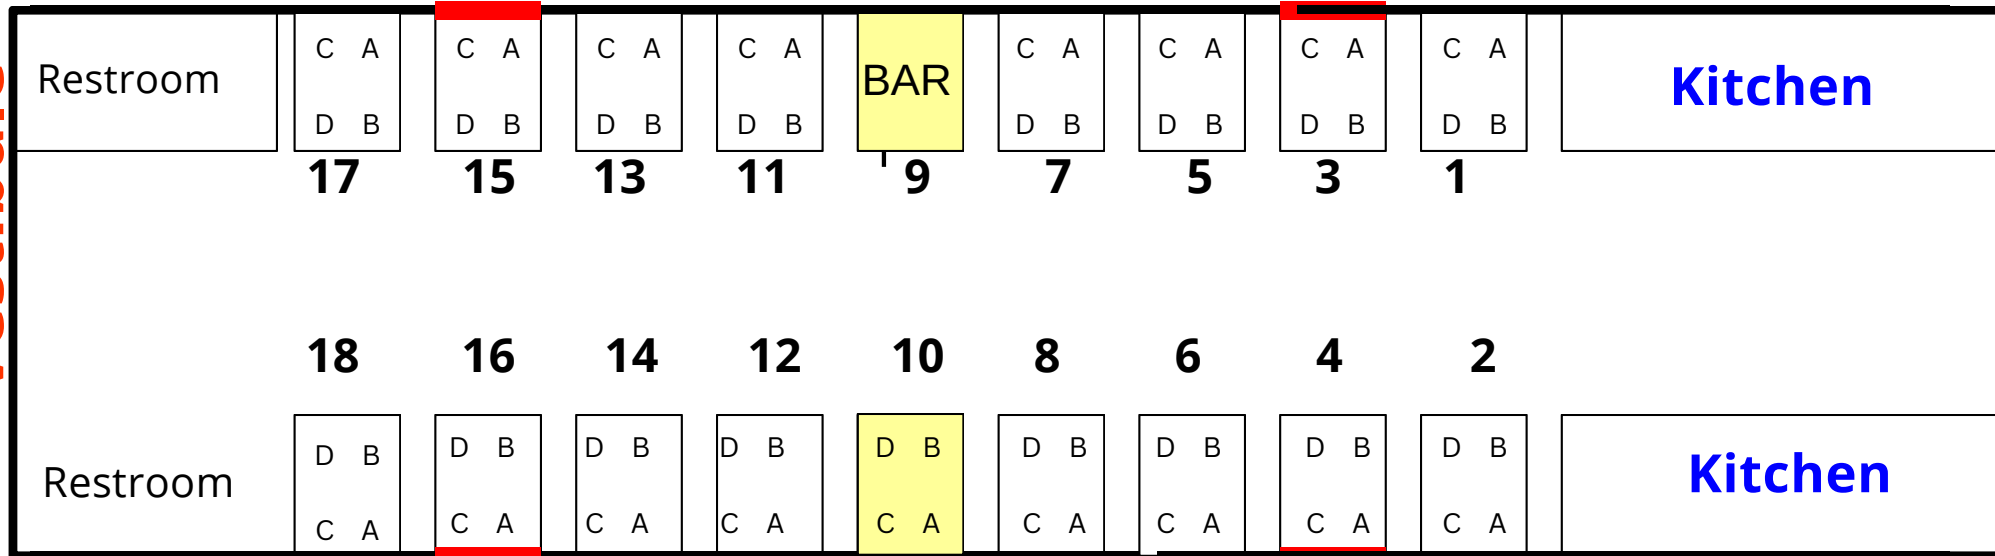 C A C A C A C A C A C A C A C A
Restroom BAR Kitchen
D B D B D B D B D B D B D B D B
17 15 13 11 9 7 5 3 1
18 16 14 12 10 8 6 4 2
D B D B D B D B D B D B D B D B D B
Restroom Kitchen
C A C A C A C A C A C A C A C A C A